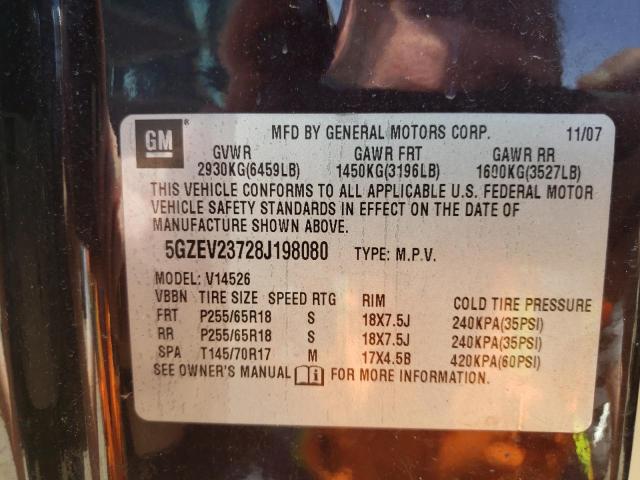 GM ® MFD BY GENERAL MOTORS CORP. 11/07
GVWR GAWR FRT GAWR RR
2930KG(6459LB) 1450KG(3196LB) 1600KG(3527LB)
THIS VEHICLE CONFORMS TO ALL APPLICABLE U.S. FEDERAL MOTOR
VEHICLE SAFETY STANDARDS IN EFFECT ON THE DATE OF
MANUFACTURE SHOWN ABOVE.
5GZEV23728J198080 TYPE: M.P.V.
MODEL: V14526
VBBN TIRE SIZE SPEED RTG RIM COLD TIRE PRESSURE
FRT P255/65R18 S 18X7.5J 240KPA(35PSI)
RR P255/65R18 S 18X7.5J 240KPA(35PSI)
SPA T145/70R17 M 17X4.5B 420KPA(60PSI)
SEE OWNER'S MANUAL i FOR MORE INFORMATION.